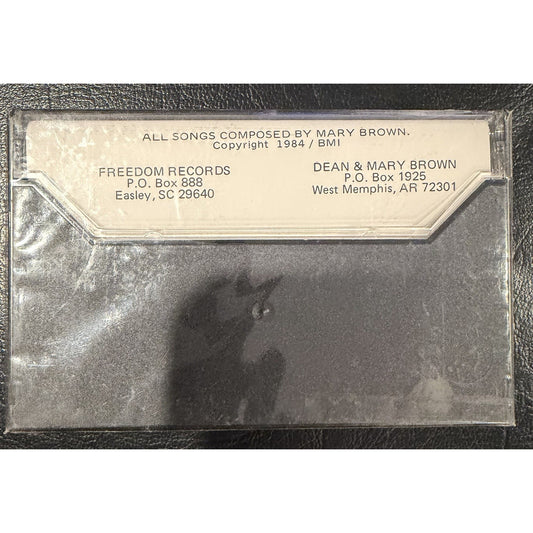 ALL SONGS COMPOSED BY MARY BROWN.
Copyright 1984 / BMI
FREEDOM RECORDS
P.O. Box 888
Easley, SC 29640
DEAN & MARY BROWN
P.O. Box 1925
West Memphis, AR 72301